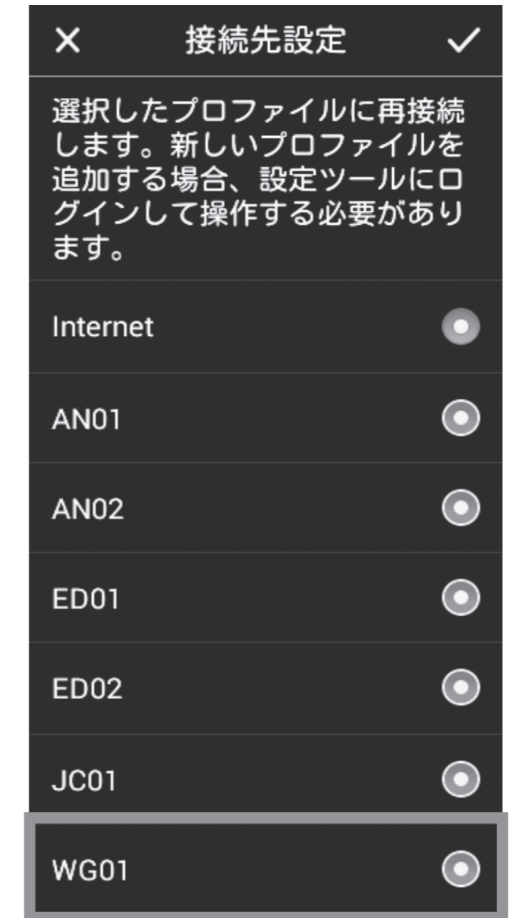 接続先設定
選択したプロファイルに再接続
します。新しいプロファイルを
追加する場合、設定ツールにロ
グインして操作する必要があり
ます。
Internet
AN01
AN02
ED01
ED02
JC01
WG01